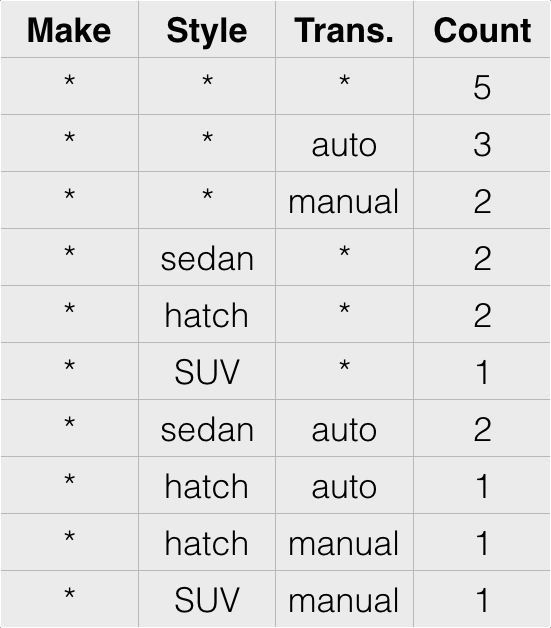 Make Style Trans. Count
* * * 5
* * auto 3
* * manual 2
* sedan * 2
* hatch * 2
* SUV * 1
* sedan auto 2
* hatch auto 1
* hatch manual 1
* SUV manual 1